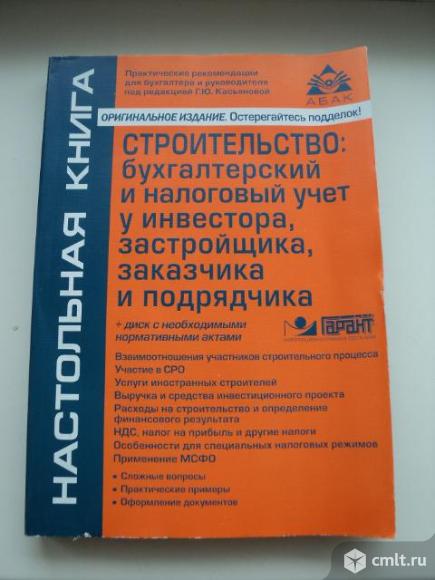 НАСТОЛЬНАЯ КНИГА
Практические рекомендации
для бухгалтера и руководителя
под редакцией Г.Ю. Касьяновой
АБАК
ОРИГИНАЛЬНОЕ ИЗДАНИЕ. Остерегайтесь подделок!
СТРОИТЕЛЬСТВО:
бухгалтерский
и налоговый учет
у инвестора,
застройщика,
заказчика
и подрядчика
+ диск с необходимыми
нормативными актами
Гарант
Взаимоотношения участников строительного процесса
Участие в СРО
Услуги иностранных строителей
Выручка и средства инвестиционного проекта
Расходы на строительство и определение
финансового результата
НДС, налог на прибыль и другие налоги
Особенности для специальных налоговых режимов
Применение МСФО
• Сложные вопросы
• Практические примеры
• Оформление документов
cmlt.ru